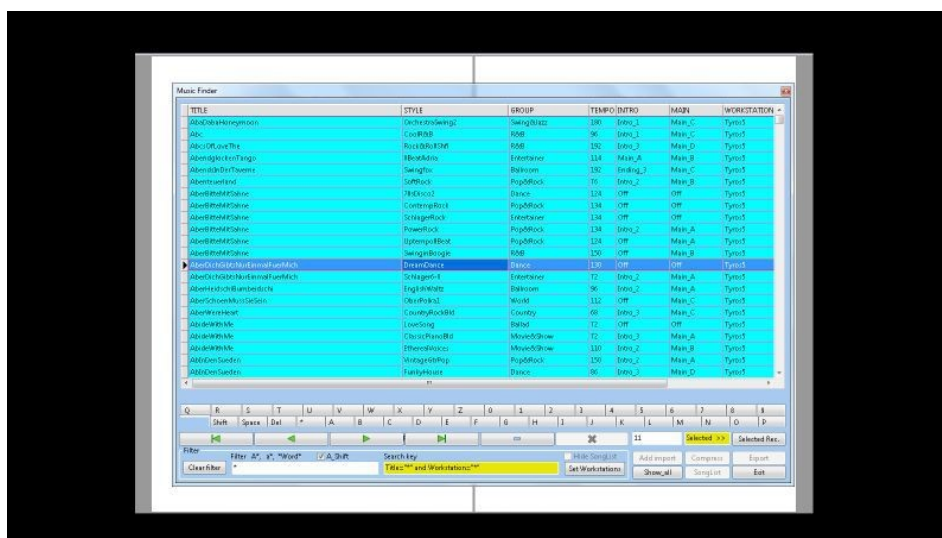 Music Finder
TITLE STYLE GROUP TEMPO INTRO MAIN WORKSTATION
AbaDabaHoneymoon OrchestraSwing2 Swing&Jazz 180 Intro_1 Main_C Tyros5
Abc CoolR&B R&B 96 Intro_1 Main_C Tyros5
AbcsOfLoveThe Rock&RollShfl R&B 192 Intro_3 Main_D Tyros5
AbendglockenTango 8BeatAdria Entertainer 114 Main_A Main_B Tyros5
AbendsInDerTaverne Swingfox Ballroom 192 Ending_3 Main_C Tyros5
Abenteuerland SoftRock Pop&Rock 76 Intro_2 Main_B Tyros5
AberBitteMitSahne 70sDisco2 Dance 124 Off Off Tyros5
AberBitteMitSahne ContempRock Pop&Rock 134 Off Off Tyros5
AberBitteMitSahne SchlagerRock Entertainer 134 Off Off Tyros5
AberBitteMitSahne PowerRock Pop&Rock 134 Intro_2 Main_A Tyros5
AberBitteMitSahne Uptempo8Beat Pop&Rock 134 Off Main_A Tyros5
AberBitteMitSahne SwinginBoogie R&B 150 Off Main_B Tyros5
AberDichGibtsNurEinmalFuerMich DreamDance Dance 130 Off Off Tyros5
AberDichGibtsNurEinmalFuerMich Schlager6-8 Entertainer 72 Intro_2 Main_A Tyros5
AberHeidschiBumbeidschi EnglishWaltz Ballroom 96 Intro_2 Main_A Tyros5
AberSchoenMussSieSein OberPolka1 World 112 Off Main_C Tyros5
AberWereHeart CountryRockBld Country 68 Intro_3 Main_C Tyros5
AbideWithMe LoveSong Ballad 72 Off Off Tyros5
AbideWithMe ClassicPianoBld Movie&Show 72 Intro_3 Main_A Tyros5
AbideWithMe EtherealVoices Movie&Show 110 Intro_2 Main_B Tyros5
AbInDenSueden VintageGtrPop Pop&Rock 150 Intro_2 Main_A Tyros5
AbInDenSueden FunkyHouse Dance 86 Intro_3 Main_D Tyros5
Q R S T U V W X Y Z 0 1 2 3 4 5 6 7 8 9
Shift Space Del * A B C D E F G H I J K L M N O P
11 Selected >> Selected Rec.
Filter Filter A*, a*, *Word* A_Shift Search key Hide SongList Add import Compress Export
Clear filter * Title="*" and Workstation="*" Set Workstations Show_all SongList Exit